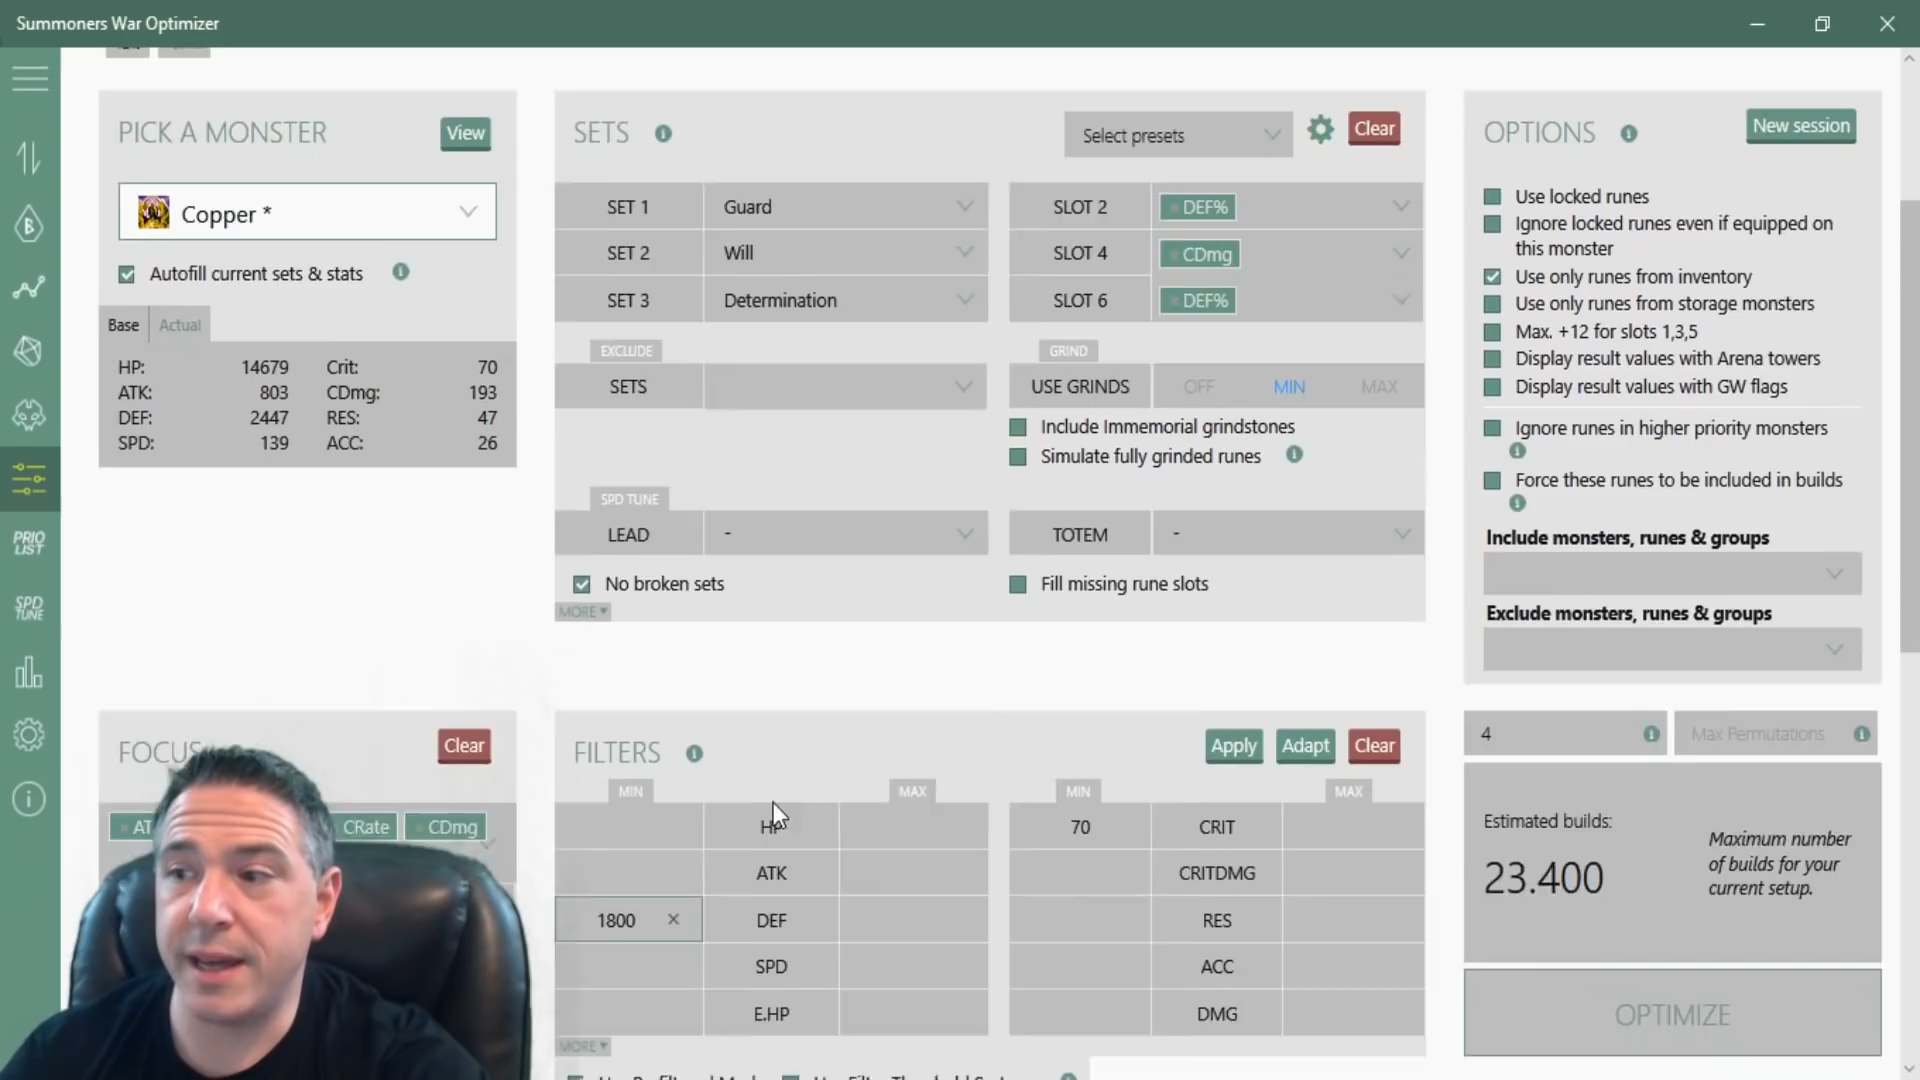 Summoners War Optimizer
PICK A MONSTER
View
Copper *
Autofill current sets & stats
Base
Actual
HP: 14679 Crit: 70
ATK: 803 CDmg: 193
DEF: 2447 RES: 47
SPD: 139 ACC: 26
SETS
Select presets
Clear
SET 1 Guard
SET 2 Will
SET 3 Determination
SLOT 2 DEF%
SLOT 4 CDmg
SLOT 6 DEF%
EXCLUDE
SETS
GRIND
USE GRINDS OFF MIN MAX
Include Immemorial grindstones
Simulate fully grinded runes
SPD TUNE
LEAD -
TOTEM -
No broken sets
Fill missing rune slots
MORE
OPTIONS
New session
Use locked runes
Ignore locked runes even if equipped on
this monster
Use only runes from inventory
Use only runes from storage monsters
Max. +12 for slots 1,3,5
Display result values with Arena towers
Display result values with GW flags
Ignore runes in higher priority monsters
Force these runes to be included in builds
Include monsters, runes & groups
Exclude monsters, runes & groups
PRIO
LIST
SPD
TUNE
Clear
CRate
CDmg
FILTERS
Apply
Adapt
Clear
MIN MAX MIN MAX
HP 70 CRIT
ATK CRITDMG
1800 × DEF RES
SPD ACC
E.HP DMG
MORE
4
Max Permutations
Estimated builds:
23.400
Maximum number
of builds for your
current setup.
OPTIMIZE